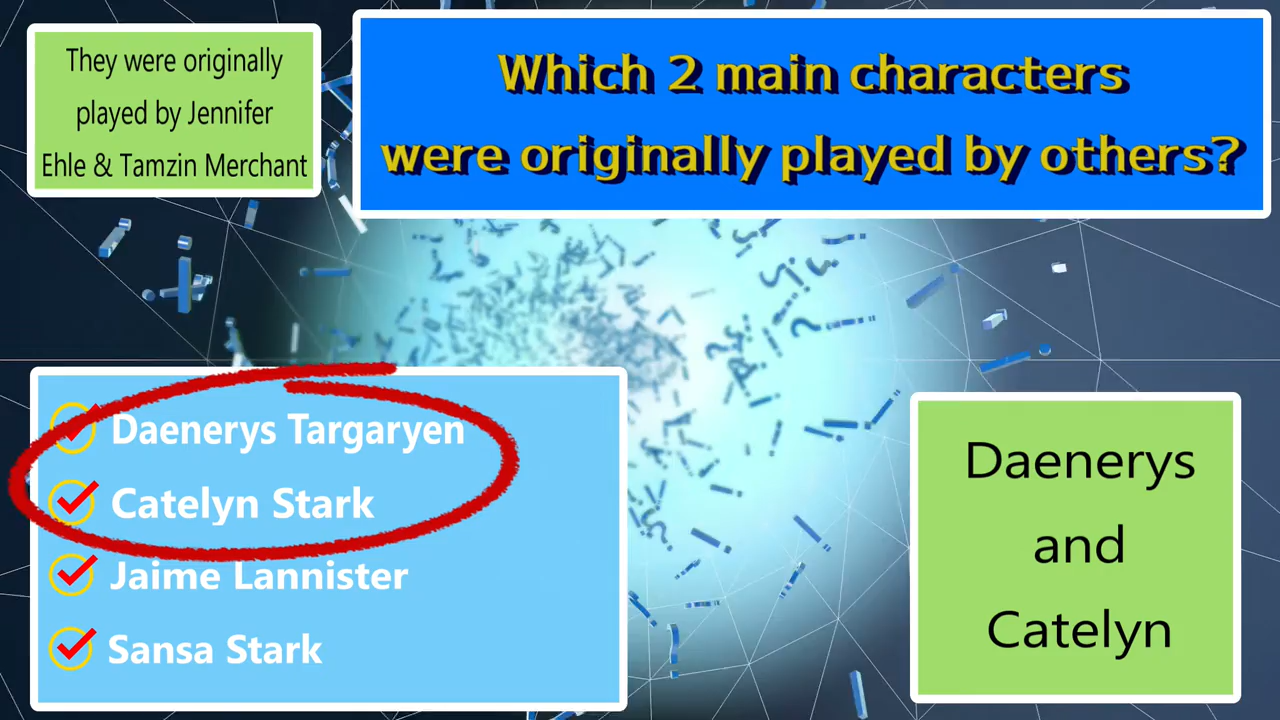 They were originally
played by Jennifer
Ehle & Tamzin Merchant
Which 2 main characters
were originally played by others?
Daenerys Targaryen
Catelyn Stark
Jaime Lannister
Sansa Stark
Daenerys
and
Catelyn